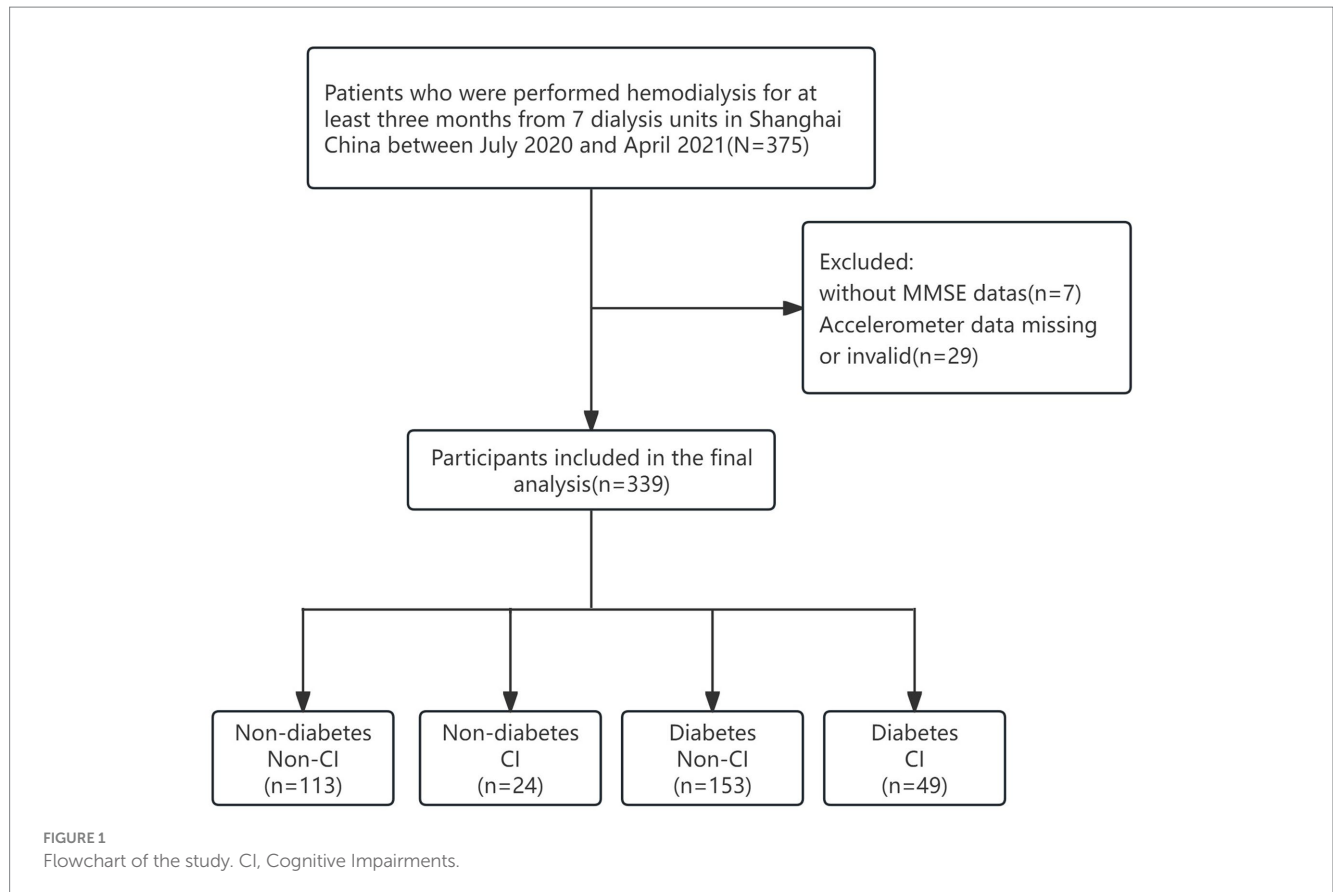 Patients who were performed hemodialysis for at
least three months from 7 dialysis units in Shanghai
China between July 2020 and April 2021(N=375)
Excluded:
without MMSE datas(n=7)
Accelerometer data missing
or invalid(n=29)
Participants included in the final
analysis(n=339)
Non-diabetes
Non-CI
(n=113)
Non-diabetes
CI
(n=24)
Diabetes
Non-CI
(n=153)
Diabetes
CI
(n=49)
FIGURE 1
Flowchart of the study. CI, Cognitive Impairments.